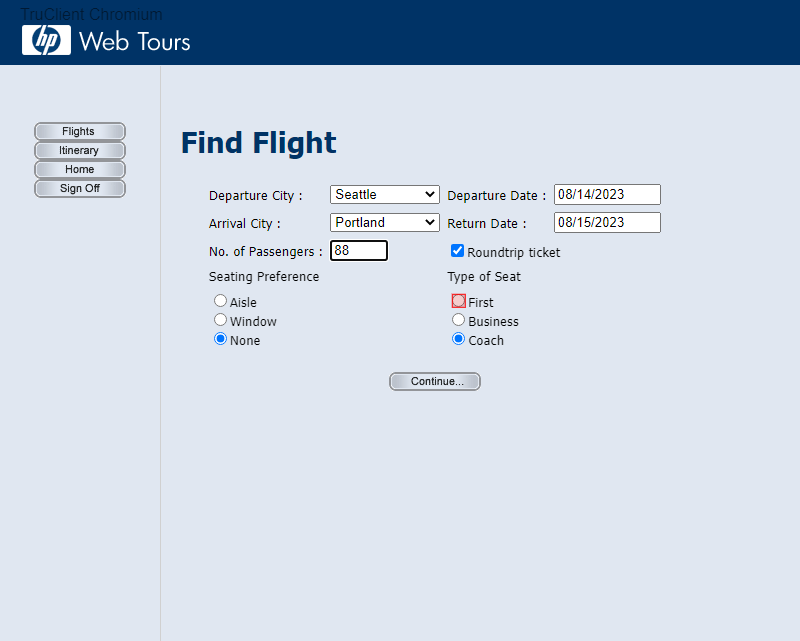 TruClient Chromium
hp Web Tours
Flights
Itinerary
Home
Sign Off
Find Flight
Departure City : Seattle Departure Date : 08/14/2023
Arrival City : Portland Return Date : 08/15/2023
No. of Passengers : 88 Roundtrip ticket
Seating Preference Type of Seat
Aisle First
Window Business
None Coach
Continue...